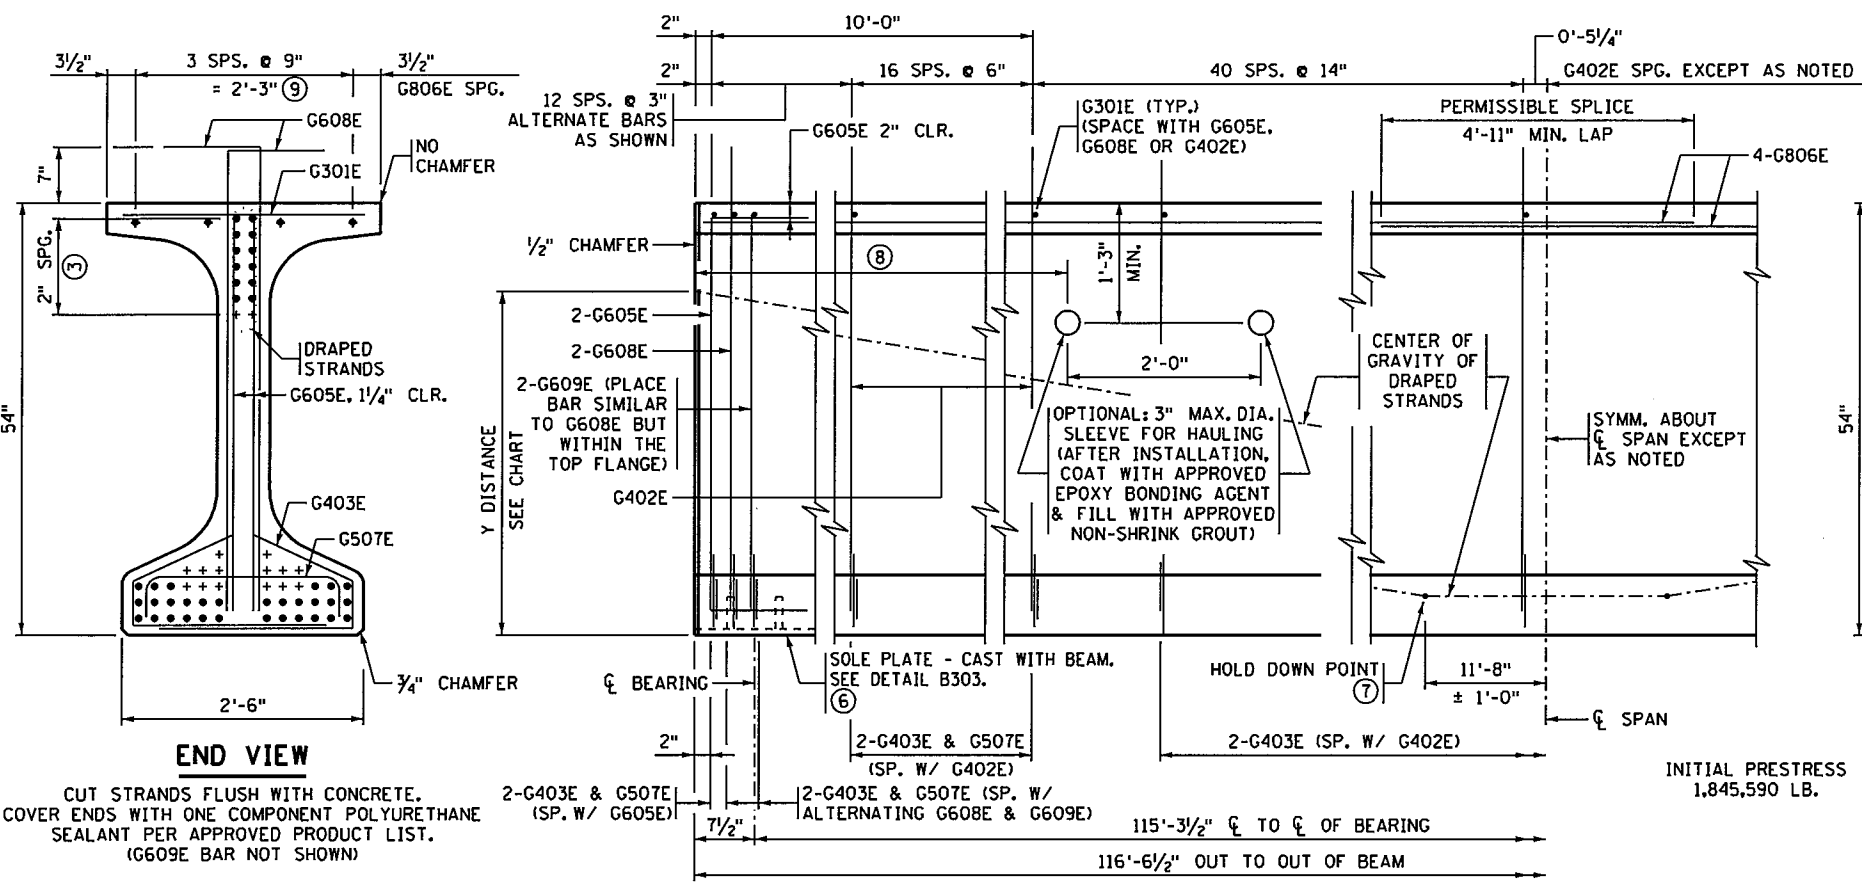 3½"
3 SPS. @ 9"
= 2'-3" 9
3½"
G806E SPG.
G608E
NO
CHAMFER
7"
G301E
2" SPG.
3
54"
DRAPED
STRANDS
G605E, 1¼" CLR.
G403E
G507E
¾" CHAMFER
2'-6"
END VIEW
CUT STRANDS FLUSH WITH CONCRETE.
COVER ENDS WITH ONE COMPONENT POLYURETHANE
SEALANT PER APPROVED PRODUCT LIST.
(G609E BAR NOT SHOWN)
2"
10'-0"
0'-5¼"
2"
16 SPS. @ 6"
40 SPS. @ 14"
G402E SPG. EXCEPT AS NOTED
12 SPS. @ 3"
ALTERNATE BARS
AS SHOWN
G605E 2" CLR.
G301E (TYP.)
(SPACE WITH G605E,
G608E OR G402E)
PERMISSIBLE SPLICE
4'-11" MIN. LAP
4-G806E
½" CHAMFER
8
1'-3"
MIN.
2-G605E
2-G608E
2-G609E (PLACE
BAR SIMILAR
TO G608E BUT
WITHIN THE
TOP FLANGE)
G402E
Y DISTANCE
SEE CHART
2'-0"
OPTIONAL: 3" MAX. DIA.
SLEEVE FOR HAULING
(AFTER INSTALLATION,
COAT WITH APPROVED
EPOXY BONDING AGENT
& FILL WITH APPROVED
NON-SHRINK GROUT)
CENTER OF
GRAVITY OF
DRAPED
STRANDS
SYMM. ABOUT
℄ SPAN EXCEPT
AS NOTED
54"
℄ BEARING
SOLE PLATE - CAST WITH BEAM.
SEE DETAIL B303.
6
HOLD DOWN POINT
7
11'-8"
± 1'-0"
℄ SPAN
2"
2-G403E & G507E
(SP. W/ G402E)
2-G403E (SP. W/ G402E)
2-G403E & G507E
(SP. W/ G605E)
2-G403E & G507E (SP. W/
ALTERNATING G608E & G609E)
INITIAL PRESTRESS
1,845,590 LB.
7½"
115'-3½" ℄ TO ℄ OF BEARING
116'-6½" OUT TO OUT OF BEAM